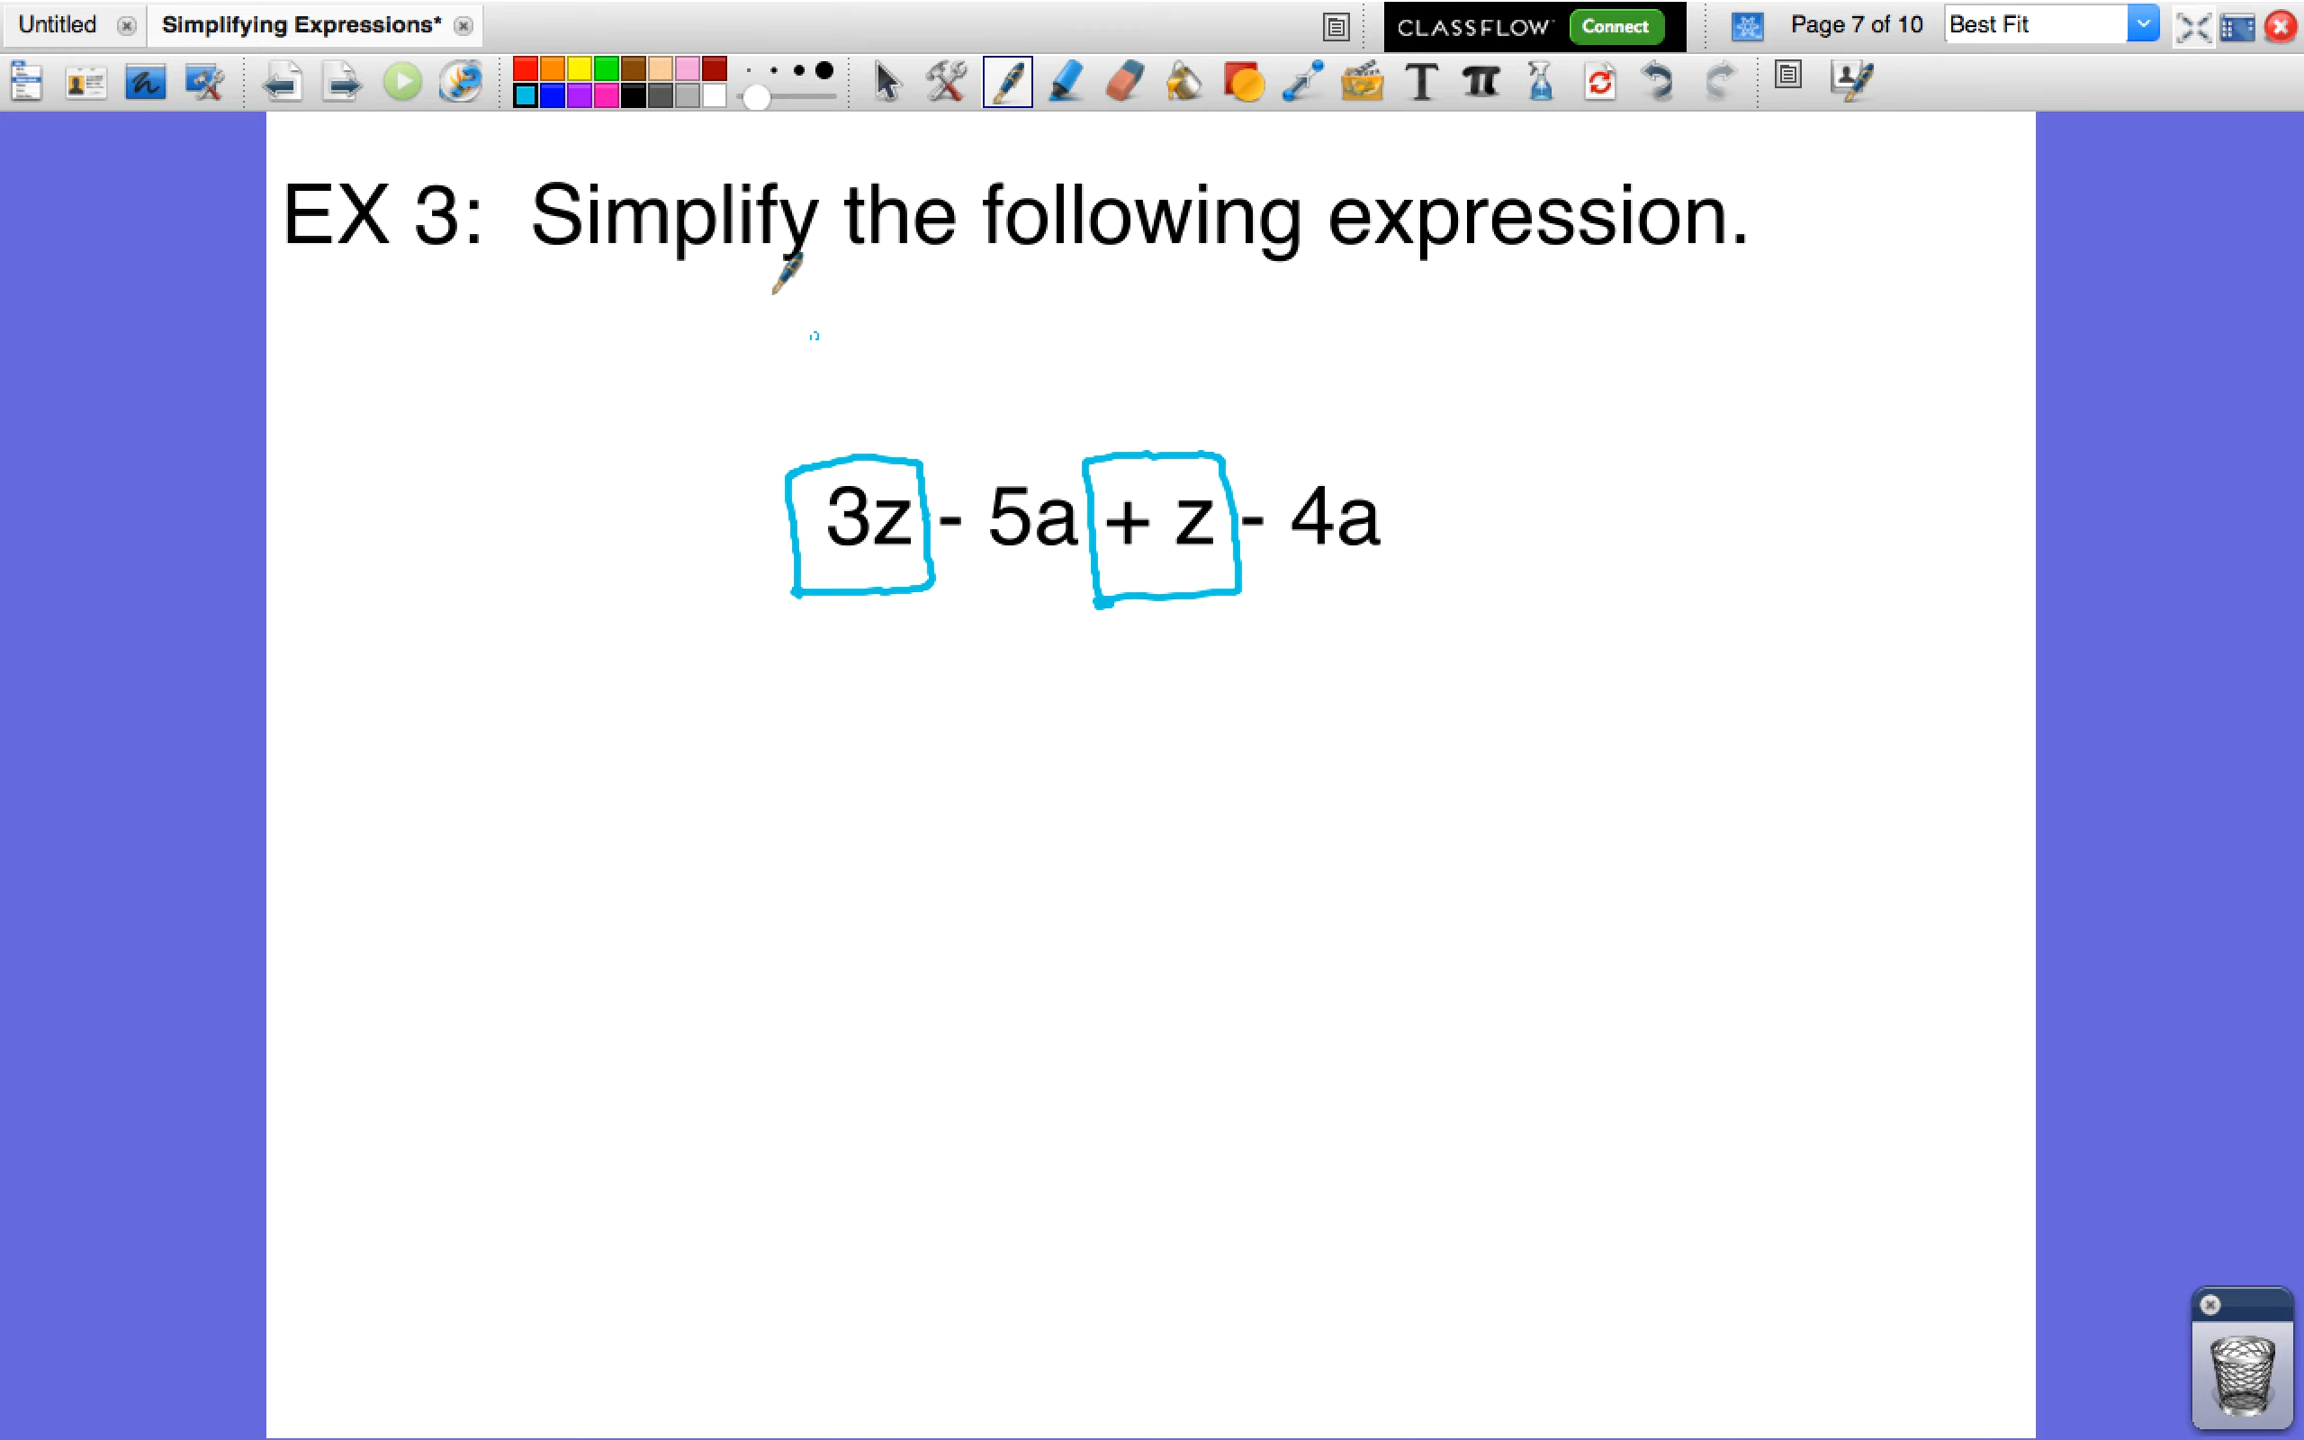 Untitled
Simplifying Expressions*
CLASSFLOW Connect
Page 7 of 10
Best Fit
T π
EX 3: Simplify the following expression.
3z - 5a + z - 4a